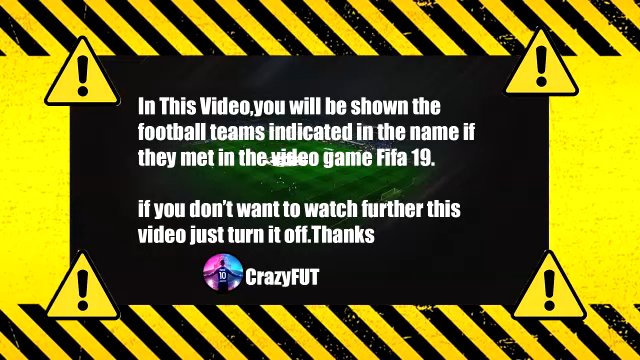 In This Video,you will be shown the
football teams indicated in the name if
they met in the video game Fifa 19.
if you don't want to watch further this
video just turn it off.Thanks
10
CrazyFUT